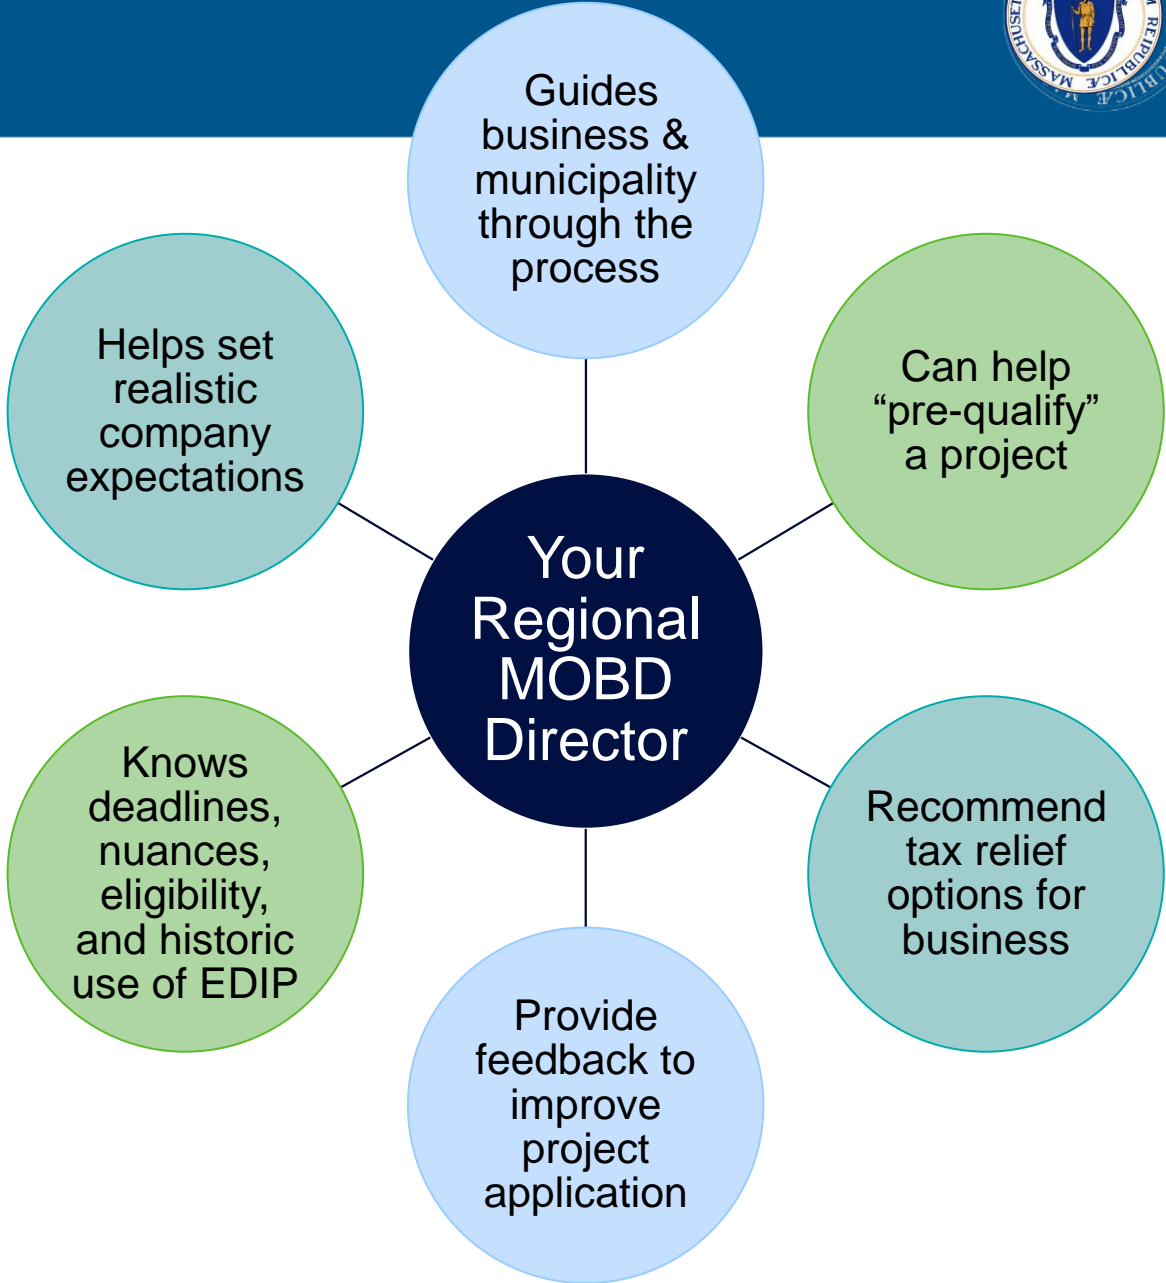 Guides
business &
municipality
through the
process
Can help
“pre-qualify”
a project
Recommend
tax relief
options for
business
Provide
feedback to
improve
project
application
Knows
deadlines,
nuances,
eligibility,
and historic
use of EDIP
Helps set
realistic
company
expectations
Your
Regional
MOBD
Director